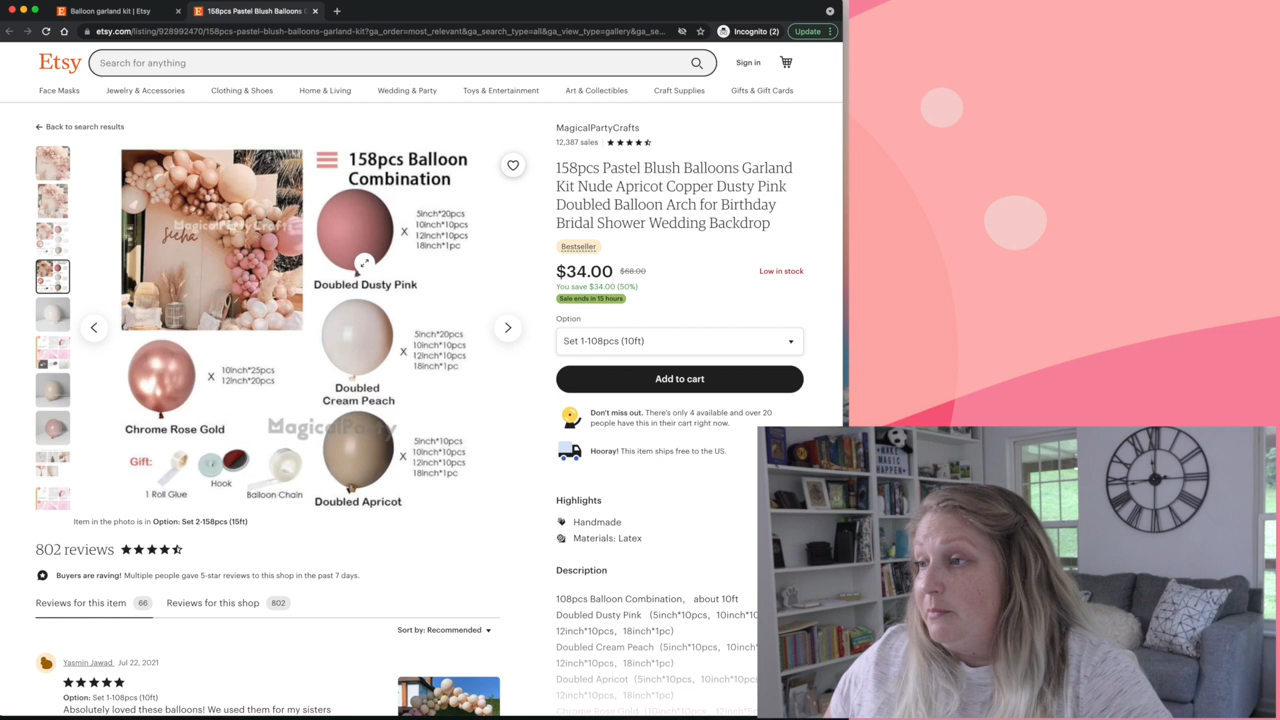 Balloon garland kit | Etsy
158pcs Pastel Blush Balloons G
etsy.com/listing/928992470/158pcs-pastel-blush-balloons-garland-kit?ga_order=most_relevant&ga_search_type=all&ga_view_type=gallery&ga_se...
Incognito (2)
Update
Etsy
Search for anything
Sign in
Face Masks
Jewelry & Accessories
Clothing & Shoes
Home & Living
Wedding & Party
Toys & Entertainment
Art & Collectibles
Craft Supplies
Gifts & Gift Cards
Back to search results
158pcs Balloon
Combination
MagicalPartyCrafts
X
5inch*20pcs
10inch*10pcs
12inch*10pcs
18inch*1pc
Doubled Dusty Pink
X
5inch*20pcs
10inch*10pcs
12inch*10pcs
18inch*1pc
Doubled
Cream Peach
X 10inch*25pcs
12inch*20pcs
Chrome Rose Gold
MagicalParty
X
5inch*10pcs
10inch*10pcs
12inch*10pcs
18inch*1pc
Doubled Apricot
Gift:
1 Roll Glue
Hook
Balloon Chain
Item in the photo is in Option: Set 2-158pcs (15ft)
802 reviews
Buyers are raving! Multiple people gave 5-star reviews to this shop in the past 7 days.
Reviews for this item 66
Reviews for this shop 802
Sort by: Recommended
Yasmin Jawad Jul 22, 2021
Option: Set 1-108pcs (10ft)
Absolutely loved these balloons! We used them for my sisters
MagicalPartyCrafts
12,387 sales
158pcs Pastel Blush Balloons Garland
Kit Nude Apricot Copper Dusty Pink
Doubled Balloon Arch for Birthday
Bridal Shower Wedding Backdrop
Bestseller
$34.00 $68.00
Low in stock
You save $34.00 (50%)
Sale ends in 15 hours
Option
Set 1-108pcs (10ft)
Add to cart
Don't miss out. There's only 4 available and over 20
people have this in their cart right now.
Hooray! This item ships free to the US.
Highlights
Handmade
Materials: Latex
Description
108pcs Balloon Combination, about 10ft
Doubled Dusty Pink (5inch*10pcs, 10inch*
12inch*10pcs, 18inch*1pc)
Doubled Cream Peach (5inch*10pcs, 10inch
12inch*10pcs, 18inch*1pc)
Doubled Apricot (5inch*10pcs, 10inch*10pc
12inch*10pcs, 18inch*1pc)
Chrome Rose Gold (10inch*10pcs, 12inch*
MAKE
MAGIC
HAPPEN